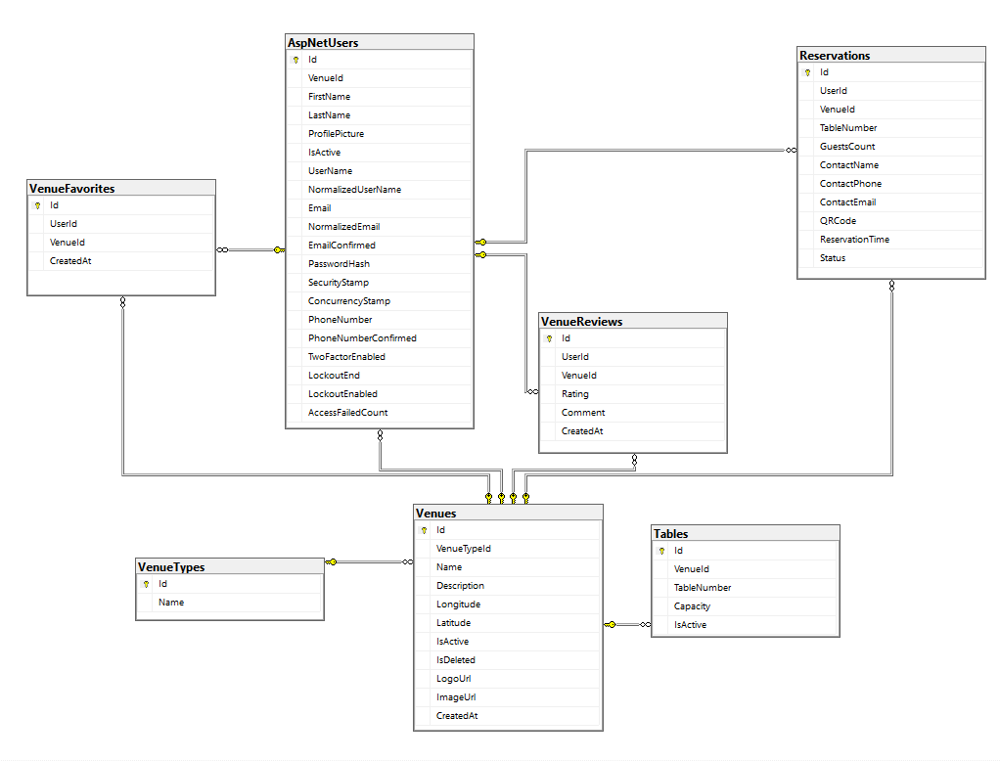 AspNetUsers
Id
VenueId
FirstName
LastName
ProfilePicture
IsActive
UserName
NormalizedUserName
Email
NormalizedEmail
EmailConfirmed
PasswordHash
SecurityStamp
ConcurrencyStamp
PhoneNumber
PhoneNumberConfirmed
TwoFactorEnabled
LockoutEnd
LockoutEnabled
AccessFailedCount
Reservations
Id
UserId
VenueId
TableNumber
GuestsCount
ContactName
ContactPhone
ContactEmail
QRCode
ReservationTime
Status
VenueFavorites
Id
UserId
VenueId
CreatedAt
VenueReviews
Id
UserId
VenueId
Rating
Comment
CreatedAt
Venues
Id
VenueTypeId
Name
Description
Longitude
Latitude
IsActive
IsDeleted
LogoUrl
ImageUrl
CreatedAt
Tables
Id
VenueId
TableNumber
Capacity
IsActive
VenueTypes
Id
Name